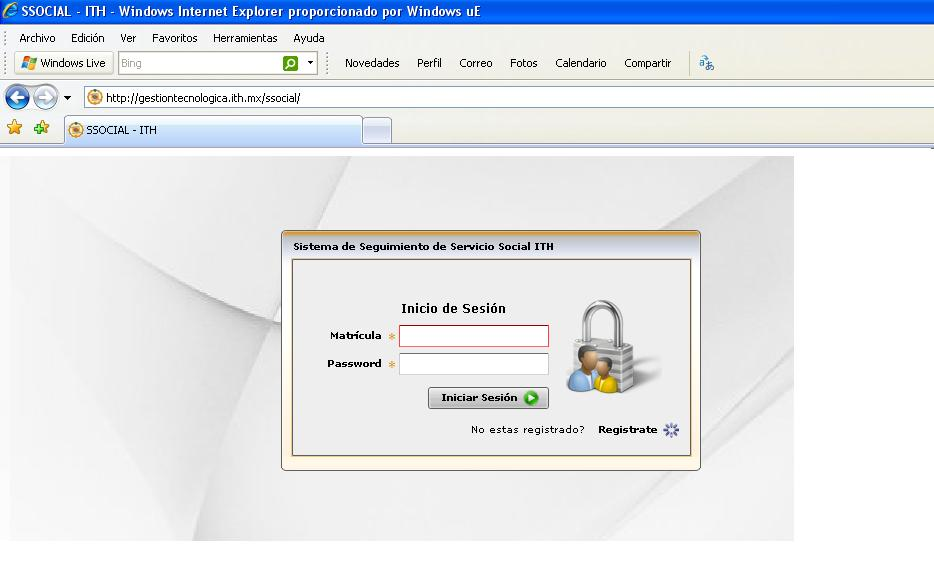 SSOCIAL - ITH - Windows Internet Explorer proporcionado por Windows uE
Archivo Edición Ver Favoritos Herramientas Ayuda
Windows Live Bing Novedades Perfil Correo Fotos Calendario Compartir
http://gestiontecnologica.ith.mx/ssocial/
SSOCIAL - ITH
Sistema de Seguimiento de Servicio Social ITH
Inicio de Sesión
Matrícula *
Password *
Iniciar Sesión
No estas registrado? Registrate